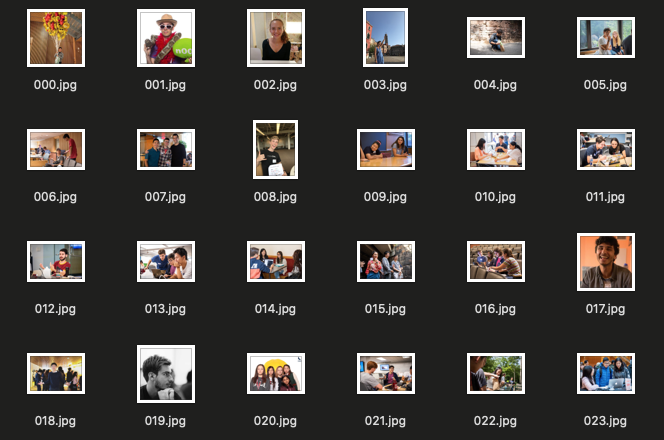 000.jpg 001.jpg 002.jpg 003.jpg 004.jpg 005.jpg
006.jpg 007.jpg 008.jpg 009.jpg 010.jpg 011.jpg
012.jpg 013.jpg 014.jpg 015.jpg 016.jpg 017.jpg
018.jpg 019.jpg 020.jpg 021.jpg 022.jpg 023.jpg